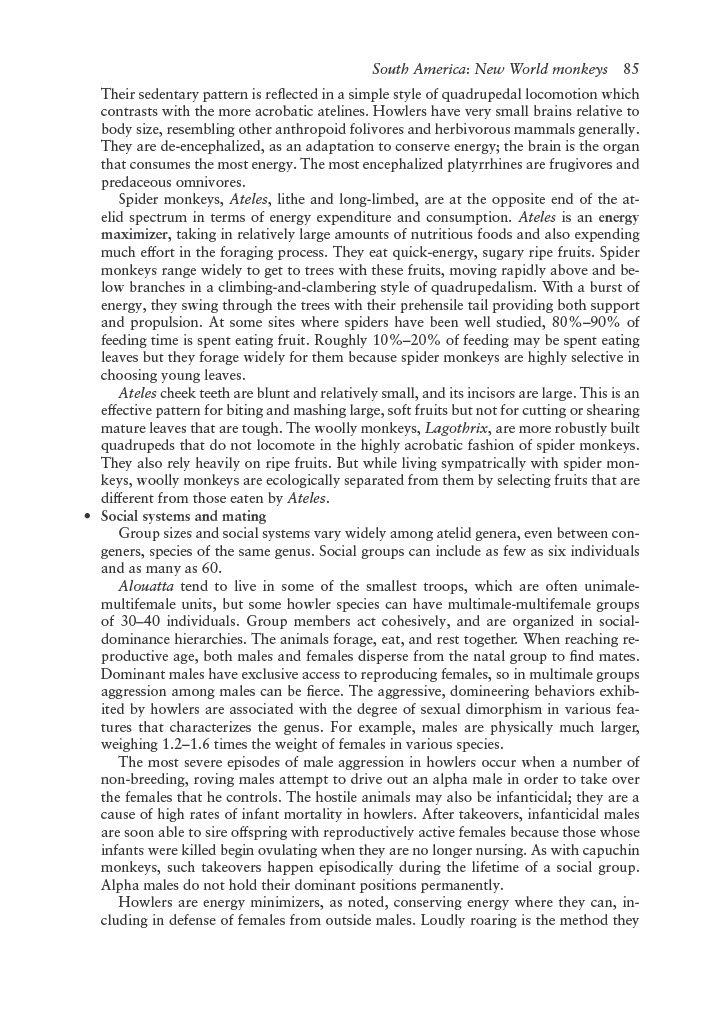 South America: New World monkeys 85
Their sedentary pattern is reflected in a simple style of quadrupedal locomotion which
contrasts with the more acrobatic atelines. Howlers have very small brains relative to
body size, resembling other anthropoid folivores and herbivorous mammals generally.
They are de-encephalized, as an adaptation to conserve energy; the brain is the organ
that consumes the most energy. The most encephalized platyrrhines are frugivores and
predaceous omnivores.
Spider monkeys, Ateles, lithe and long-limbed, are at the opposite end of the at-
elid spectrum in terms of energy expenditure and consumption. Ateles is an energy
maximizer, taking in relatively large amounts of nutritious foods and also expending
much effort in the foraging process. They eat quick-energy, sugary ripe fruits. Spider
monkeys range widely to get to trees with these fruits, moving rapidly above and be-
low branches in a climbing-and-clambering style of quadrupedalism. With a burst of
energy, they swing through the trees with their prehensile tail providing both support
and propulsion. At some sites where spiders have been well studied, 80%–90% of
feeding time is spent eating fruit. Roughly 10%–20% of feeding may be spent eating
leaves but they forage widely for them because spider monkeys are highly selective in
choosing young leaves.
Ateles cheek teeth are blunt and relatively small, and its incisors are large. This is an
effective pattern for biting and mashing large, soft fruits but not for cutting or shearing
mature leaves that are tough. The woolly monkeys, Lagothrix, are more robustly built
quadrupeds that do not locomote in the highly acrobatic fashion of spider monkeys.
They also rely heavily on ripe fruits. But while living sympatrically with spider mon-
keys, woolly monkeys are ecologically separated from them by selecting fruits that are
different from those eaten by Ateles.
• Social systems and mating
Group sizes and social systems vary widely among atelid genera, even between con-
geners, species of the same genus. Social groups can include as few as six individuals
and as many as 60.
Alouatta tend to live in some of the smallest troops, which are often unimale-
multifemale units, but some howler species can have multimale-multifemale groups
of 30–40 individuals. Group members act cohesively, and are organized in social-
dominance hierarchies. The animals forage, eat, and rest together. When reaching re-
productive age, both males and females disperse from the natal group to find mates.
Dominant males have exclusive access to reproducing females, so in multimale groups
aggression among males can be fierce. The aggressive, domineering behaviors exhib-
ited by howlers are associated with the degree of sexual dimorphism in various fea-
tures that characterizes the genus. For example, males are physically much larger,
weighing 1.2–1.6 times the weight of females in various species.
The most severe episodes of male aggression in howlers occur when a number of
non-breeding, roving males attempt to drive out an alpha male in order to take over
the females that he controls. The hostile animals may also be infanticidal; they are a
cause of high rates of infant mortality in howlers. After takeovers, infanticidal males
are soon able to sire offspring with reproductively active females because those whose
infants were killed begin ovulating when they are no longer nursing. As with capuchin
monkeys, such takeovers happen episodically during the lifetime of a social group.
Alpha males do not hold their dominant positions permanently.
Howlers are energy minimizers, as noted, conserving energy where they can, in-
cluding in defense of females from outside males. Loudly roaring is the method they